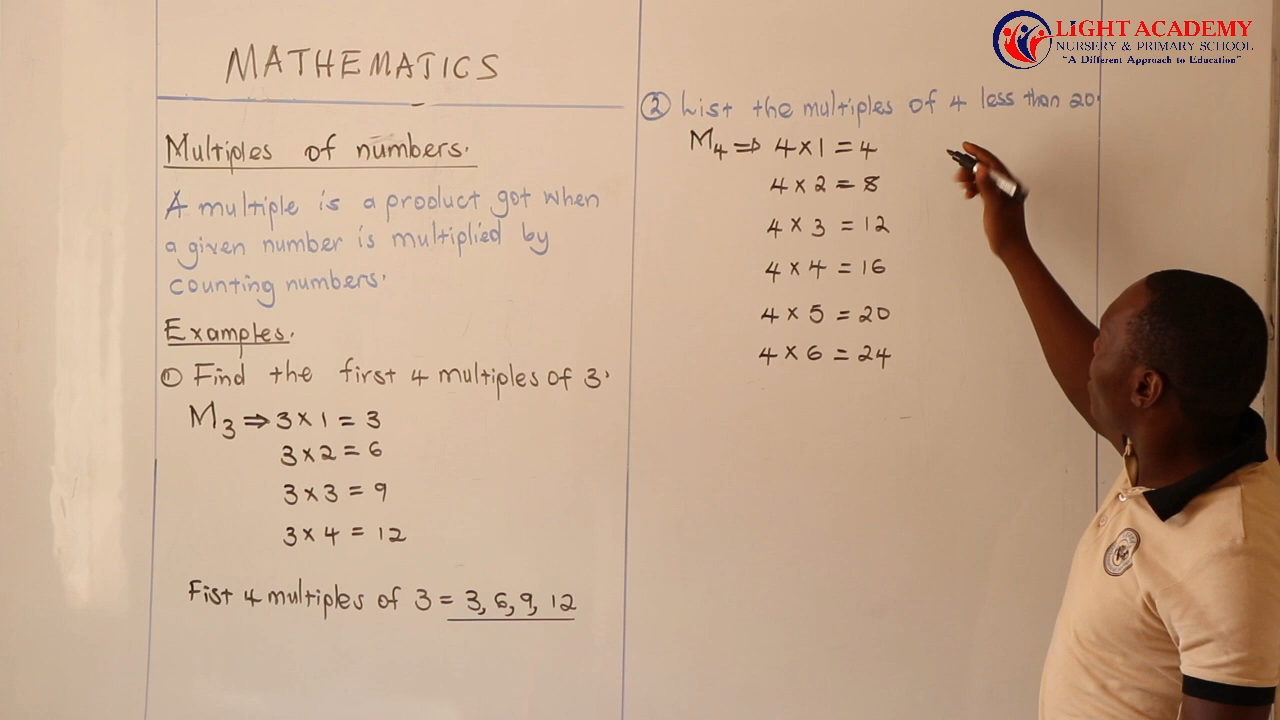 LIGHT ACADEMY
NURSERY & PRIMARY SCHOOL
"A Different Approach to Education"
MATHEMATICS
Multiples of numbers.
A multiple is a product got when
a given number is multiplied by
counting numbers.
Examples.
① Find the first 4 multiples of 3.
M₃ ⇒ 3 × 1 = 3
3 × 2 = 6
3 × 3 = 9
3 × 4 = 12
Fist 4 multiples of 3 = 3, 6, 9, 12
② List the multiples of 4 less than 20.
M₄ ⇒ 4 × 1 = 4
4 × 2 = 8
4 × 3 = 12
4 × 4 = 16
4 × 5 = 20
4 × 6 = 24